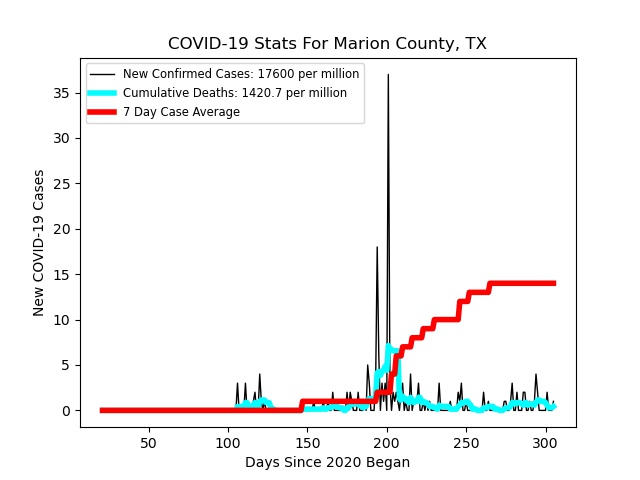 COVID-19 Stats For Marion County, TX
New Confirmed Cases: 17600 per million
Cumulative Deaths: 1420.7 per million
7 Day Case Average
New COVID-19 Cases
35
30
25
20
15
10
5
0
50 100 150 200 250 300
Days Since 2020 Began